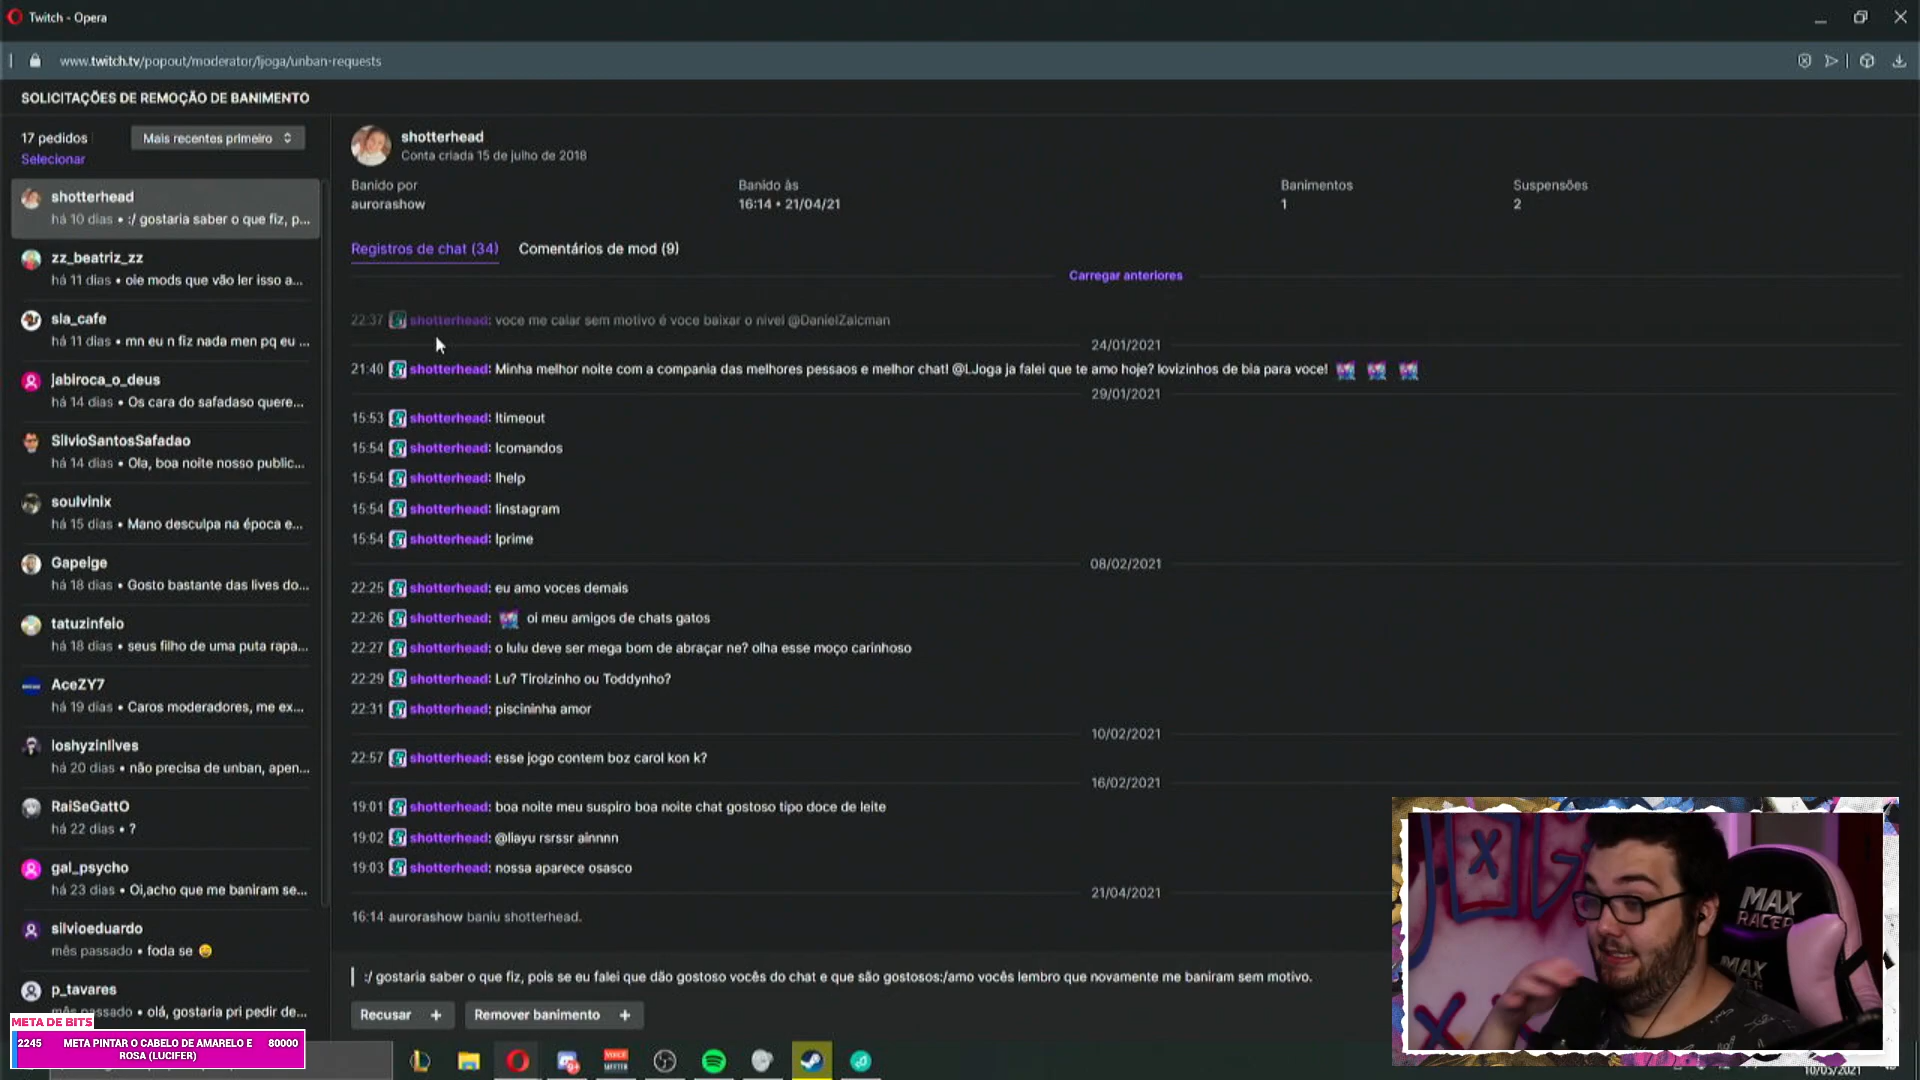 Twitch - Opera
www.twitch.tv/popout/moderator/ljoga/unban-requests
SOLICITAÇÕES DE REMOÇÃO DE BANIMENTO
17 pedidos
Mais recentes primeiro
Selecionar
shotterhead
há 10 dias • :/ gostaria saber o que fiz, p...
zz_beatriz_zz
há 11 dias • oie mods que vão ler isso a...
sla_cafe
há 11 dias • mn eu n fiz nada men pq eu ...
jabiroca_o_deus
há 14 dias • Os cara do safadaso quere...
SilvioSantosSafadao
há 14 dias • Ola, boa noite nosso public...
soulvinix
há 15 dias • Mano desculpa na época e...
Gapeige
há 18 dias • Gosto bastante das lives do...
tatuzinfeio
há 18 dias • seus filho de uma puta rapa...
AceZY7
há 19 dias • Caros moderadores, me ex...
loshyzinlives
há 20 dias • não precisa de unban, apen...
RaiSeGattO
há 22 dias • ?
gal_psycho
há 23 dias • Oi,acho que me baniram se...
silvioeduardo
mês passado • foda se
p_tavares
mês passado • olá, gostaria pri pedir de...
shotterhead
Conta criada 15 de julho de 2018
Banido por
aurorashow
Banido às
16:14 • 21/04/21
Banimentos
1
Suspensões
2
Registros de chat (34)
Comentários de mod (9)
Carregar anteriores
22:37 shotterhead: voce me calar sem motivo é voce baixar o nivel @DanielZaicman
24/01/2021
21:40 shotterhead: Minha melhor noite com a compania das melhores pessaos e melhor chat! @LJoga ja falei que te amo hoje? lovizinhos de bia para voce!
29/01/2021
15:53 shotterhead: !timeout
15:54 shotterhead: !comandos
15:54 shotterhead: !help
15:54 shotterhead: !instagram
15:54 shotterhead: !prime
08/02/2021
22:25 shotterhead: eu amo voces demais
22:26 shotterhead: oi meu amigos de chats gatos
22:27 shotterhead: o lulu deve ser mega bom de abraçar ne? olha esse moço carinhoso
22:29 shotterhead: Lu? Tirolzinho ou Toddynho?
22:31 shotterhead: piscininha amor
10/02/2021
22:57 shotterhead: esse jogo contem boz carol kon k?
16/02/2021
19:01 shotterhead: boa noite meu suspiro boa noite chat gostoso tipo doce de leite
19:02 shotterhead: @liayu rsrssr ainnnn
19:03 shotterhead: nossa aparece osasco
21/04/2021
16:14 aurorashow baniu shotterhead.
:/ gostaria saber o que fiz, pois se eu falei que dão gostoso vocês do chat e que são gostosos:/amo vocês lembro que novamente me baniram sem motivo.
Recusar +
Remover banimento +
META DE BITS
2245 META PINTAR O CABELO DE AMARELO E 80000
ROSA (LUCIFER)
MAX
RACER
10/05/2021